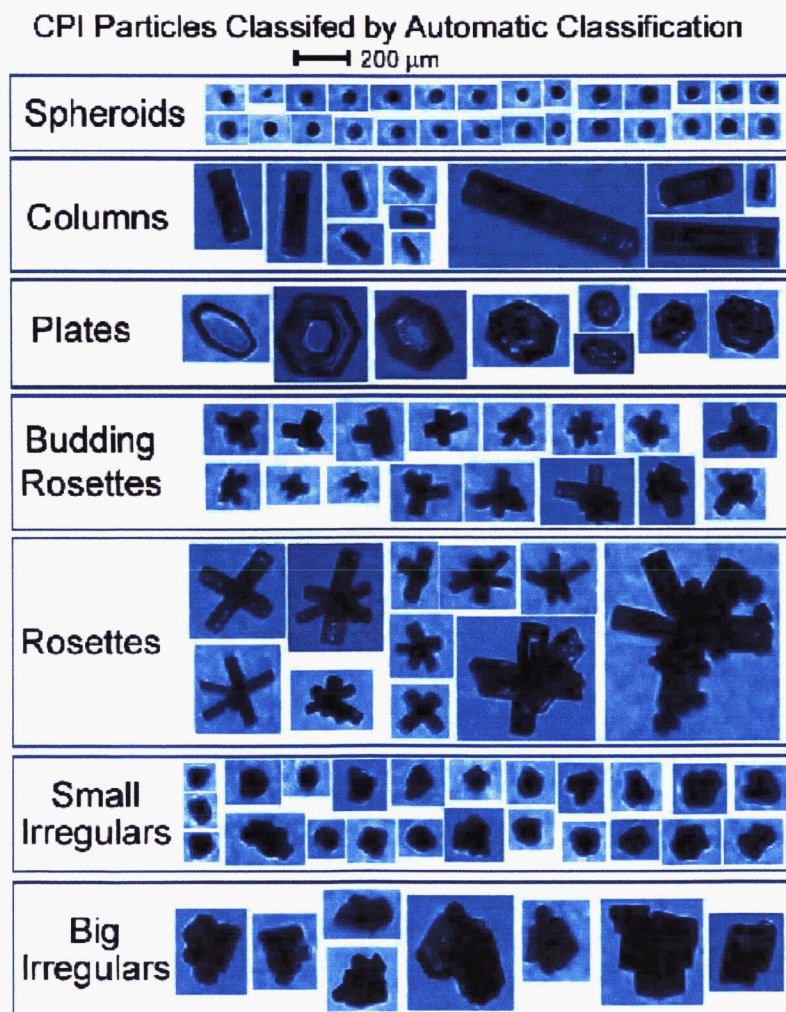 CPI Particles Classifed by Automatic Classification
200 μm
Spheroids
Columns
Plates
Budding
Rosettes
Rosettes
Small
Irregulars
Big
Irregulars